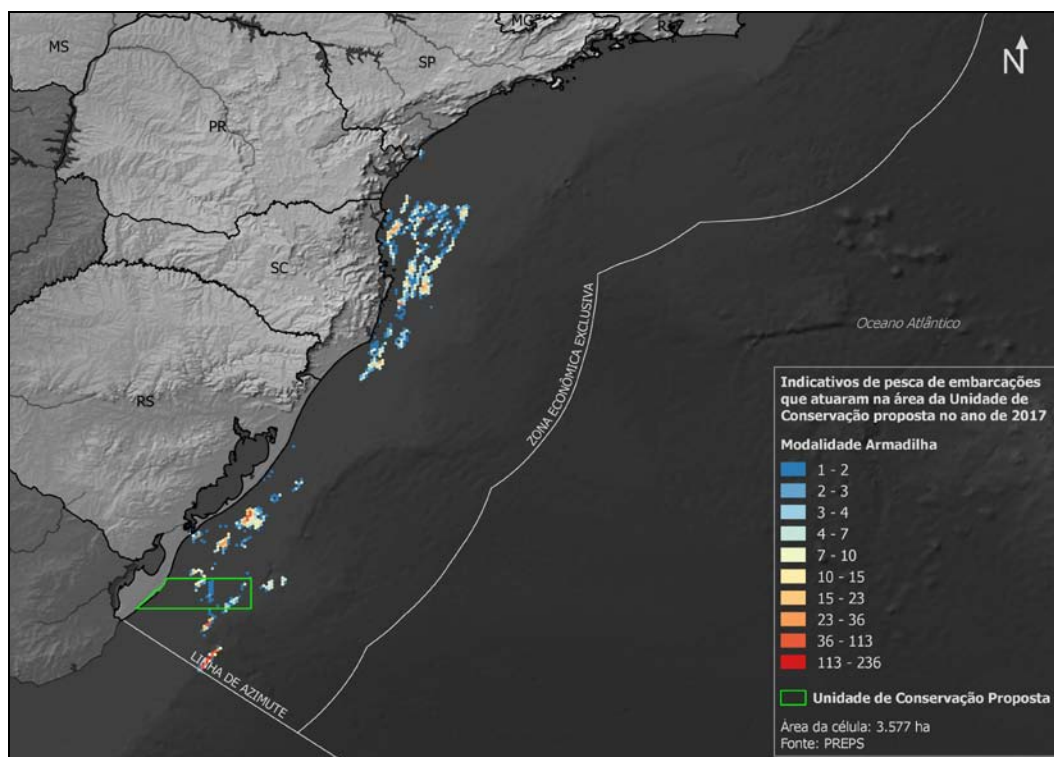 MS
MG
RJ
SP
N
PR
SC
Oceano Atlântico
ZONA ECONÔMICA EXCLUSIVA
RS
LINHA DE AZIMUTE
Indicativos de pesca de embarcações
que atuaram na área da Unidade de
Conservação proposta no ano de 2017
Modalidade Armadilha
1 - 2
2 - 3
3 - 4
4 - 7
7 - 10
10 - 15
15 - 23
23 - 36
36 - 113
113 - 236
Unidade de Conservação Proposta
Área da célula: 3.577 ha
Fonte: PREPS